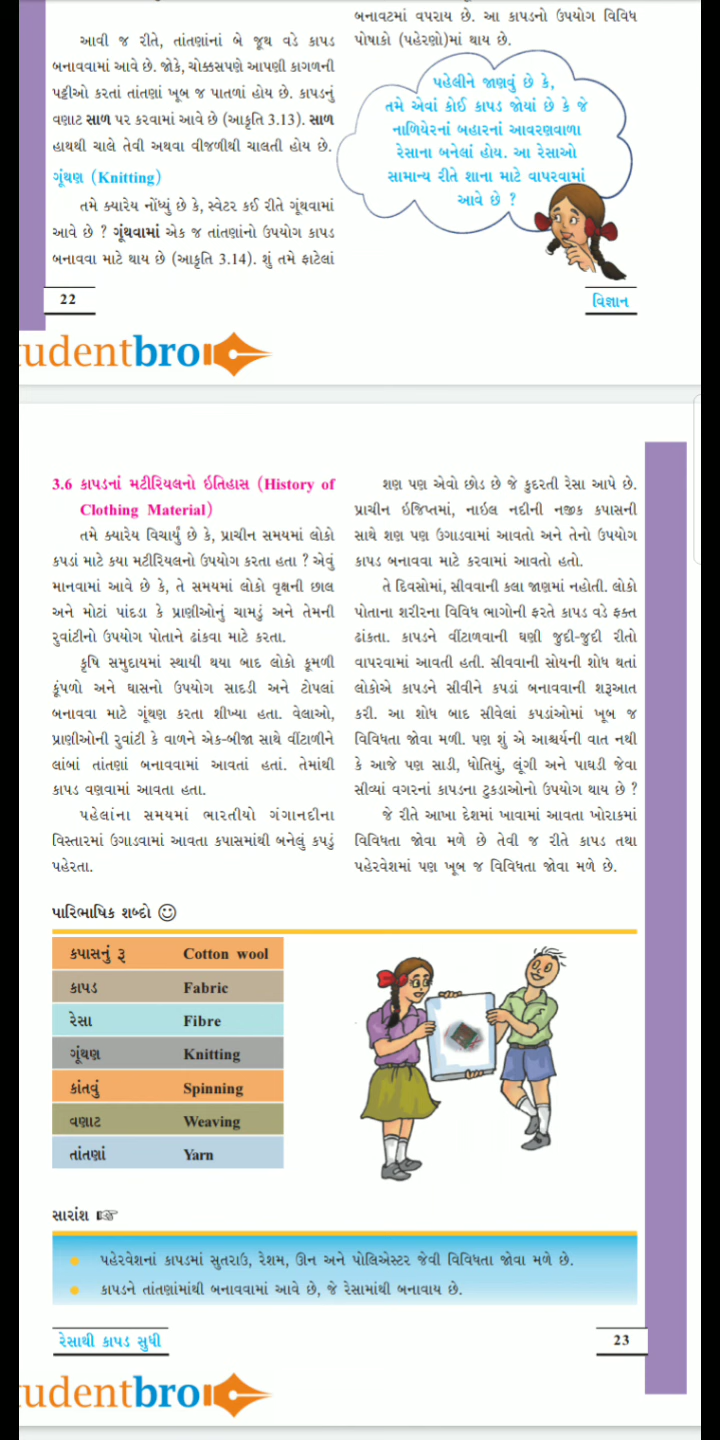 આવી જ રીતે, તાંતણાંનાં બે જૂથ વડે કાપડ
બનાવવામાં આવે છે. જોકે, ચોક્કસપણે આપણી કાગળની
પટ્ટીઓ કરતાં તાંતણાં ખૂબ જ પાતળાં હોય છે. કાપડનું
વણાટ સાળ પર કરવામાં આવે છે (આકૃતિ 3.13). સાળ
હાથથી ચાલે તેવી અથવા વીજળીથી ચાલતી હોય છે.
ગૂંથણ (Knitting)
તમે ક્યારેય નોંધ્યું છે કે, સ્વેટર કઈ રીતે ગૂંથવામાં
આવે છે ? ગૂંથવામાં એક જ તાંતણાંનો ઉપયોગ કાપડ
બનાવવા માટે થાય છે (આકૃતિ 3.14). શું તમે ફાટેલાં
બનાવટમાં વપરાય છે. આ કાપડનો ઉપયોગ વિવિધ
પોષાકો (પહેરણો)માં થાય છે.
પહેલીને જાણવું છે કે,
તમે એવાં કોઈ કાપડ જોયાં છે કે જે
નાળિયેરનાં બહારનાં આવરણવાળા
રેસાના બનેલાં હોય. આ રેસાઓ
સામાન્ય રીતે શાના માટે વાપરવામાં
આવે છે ?
22
વિજ્ઞાન
udentbro
3.6 કાપડનાં મટીરિયલનો ઇતિહાસ (History of
Clothing Material)
તમે ક્યારેય વિચાર્યું છે કે, પ્રાચીન સમયમાં લોકો
કપડાં માટે કયા મટીરિયલનો ઉપયોગ કરતા હતા ? એવું
માનવામાં આવે છે કે, તે સમયમાં લોકો વૃક્ષની છાલ
અને મોટાં પાંદડા કે પ્રાણીઓનું ચામડું અને તેમની
રુવાંટીનો ઉપયોગ પોતાને ઢાંકવા માટે કરતા.
કૃષિ સમુદાયમાં સ્થાયી થયા બાદ લોકો કૂમળી
કૂંપળો અને ઘાસનો ઉપયોગ સાદડી અને ટોપલાં
બનાવવા માટે ગૂંથણ કરતા શીખ્યા હતા. વેલાઓ,
પ્રાણીઓની રુવાંટી કે વાળને એક-બીજા સાથે વીંટાળીને
લાંબાં તાંતણાં બનાવવામાં આવતાં હતાં. તેમાંથી
કાપડ વણવામાં આવતા હતા.
પહેલાંના સમયમાં ભારતીયો ગંગાનદીના
વિસ્તારમાં ઉગાડવામાં આવતા કપાસમાંથી બનેલું કપડું
પહેરતા.
શણ પણ એવો છોડ છે જે કુદરતી રેસા આપે છે.
પ્રાચીન ઇજિપ્તમાં, નાઇલ નદીની નજીક કપાસની
સાથે શણ પણ ઉગાડવામાં આવતો અને તેનો ઉપયોગ
કાપડ બનાવવા માટે કરવામાં આવતો હતો.
તે દિવસોમાં, સીવવાની કલા જાણમાં નહોતી. લોકો
પોતાના શરીરના વિવિધ ભાગોની ફરતે કાપડ વડે ફક્ત
ઢાંકતા. કાપડને વીંટાળવાની ઘણી જુદી-જુદી રીતો
વાપરવામાં આવતી હતી. સીવવાની સોયની શોધ થતાં
લોકોએ કાપડને સીવીને કપડાં બનાવવાની શરૂઆત
કરી. આ શોધ બાદ સીવેલાં કપડાંઓમાં ખૂબ જ
વિવિધતા જોવા મળી. પણ શું એ આશ્ચર્યની વાત નથી
કે આજે પણ સાડી, ધોતિયું, લૂંગી અને પાઘડી જેવા
સીવ્યાં વગરનાં કાપડના ટુકડાઓનો ઉપયોગ થાય છે ?
જે રીતે આખા દેશમાં ખાવામાં આવતા ખોરાકમાં
વિવિધતા જોવા મળે છે તેવી જ રીતે કાપડ તથા
પહેરવેશમાં પણ ખૂબ જ વિવિધતા જોવા મળે છે.
પારિભાષિક શબ્દો
કપાસનું રૂ Cotton wool
કાપડ Fabric
રેસા Fibre
ગૂંથણ Knitting
કાંતવું Spinning
વણાટ Weaving
તાંતણાં Yarn
સારાંશ
પહેરવેશનાં કાપડમાં સુતરાઉ, રેશમ, ઊન અને પોલિએસ્ટર જેવી વિવિધતા જોવા મળે છે.
કાપડને તાંતણાંમાંથી બનાવવામાં આવે છે, જે રેસામાંથી બનાવાય છે.
રેસાથી કાપડ સુધી
23
udentbro